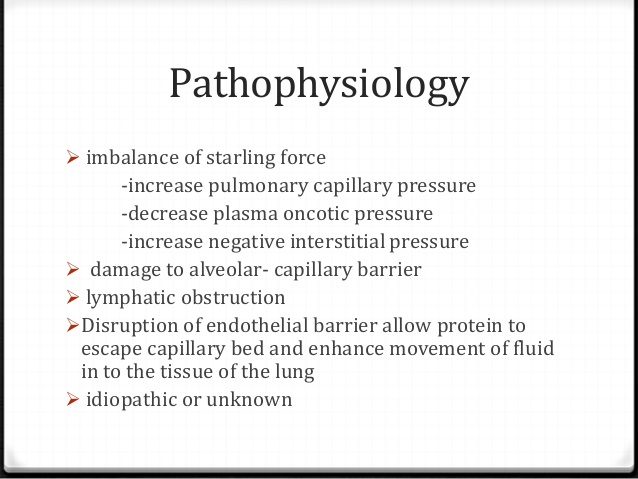 Pathophysiology
imbalance of starling force
-increase pulmonary capillary pressure
-decrease plasma oncotic pressure
-increase negative interstitial pressure
damage to alveolar- capillary barrier
lymphatic obstruction
Disruption of endothelial barrier allow protein to
escape capillary bed and enhance movement of fluid
in to the tissue of the lung
idiopathic or unknown